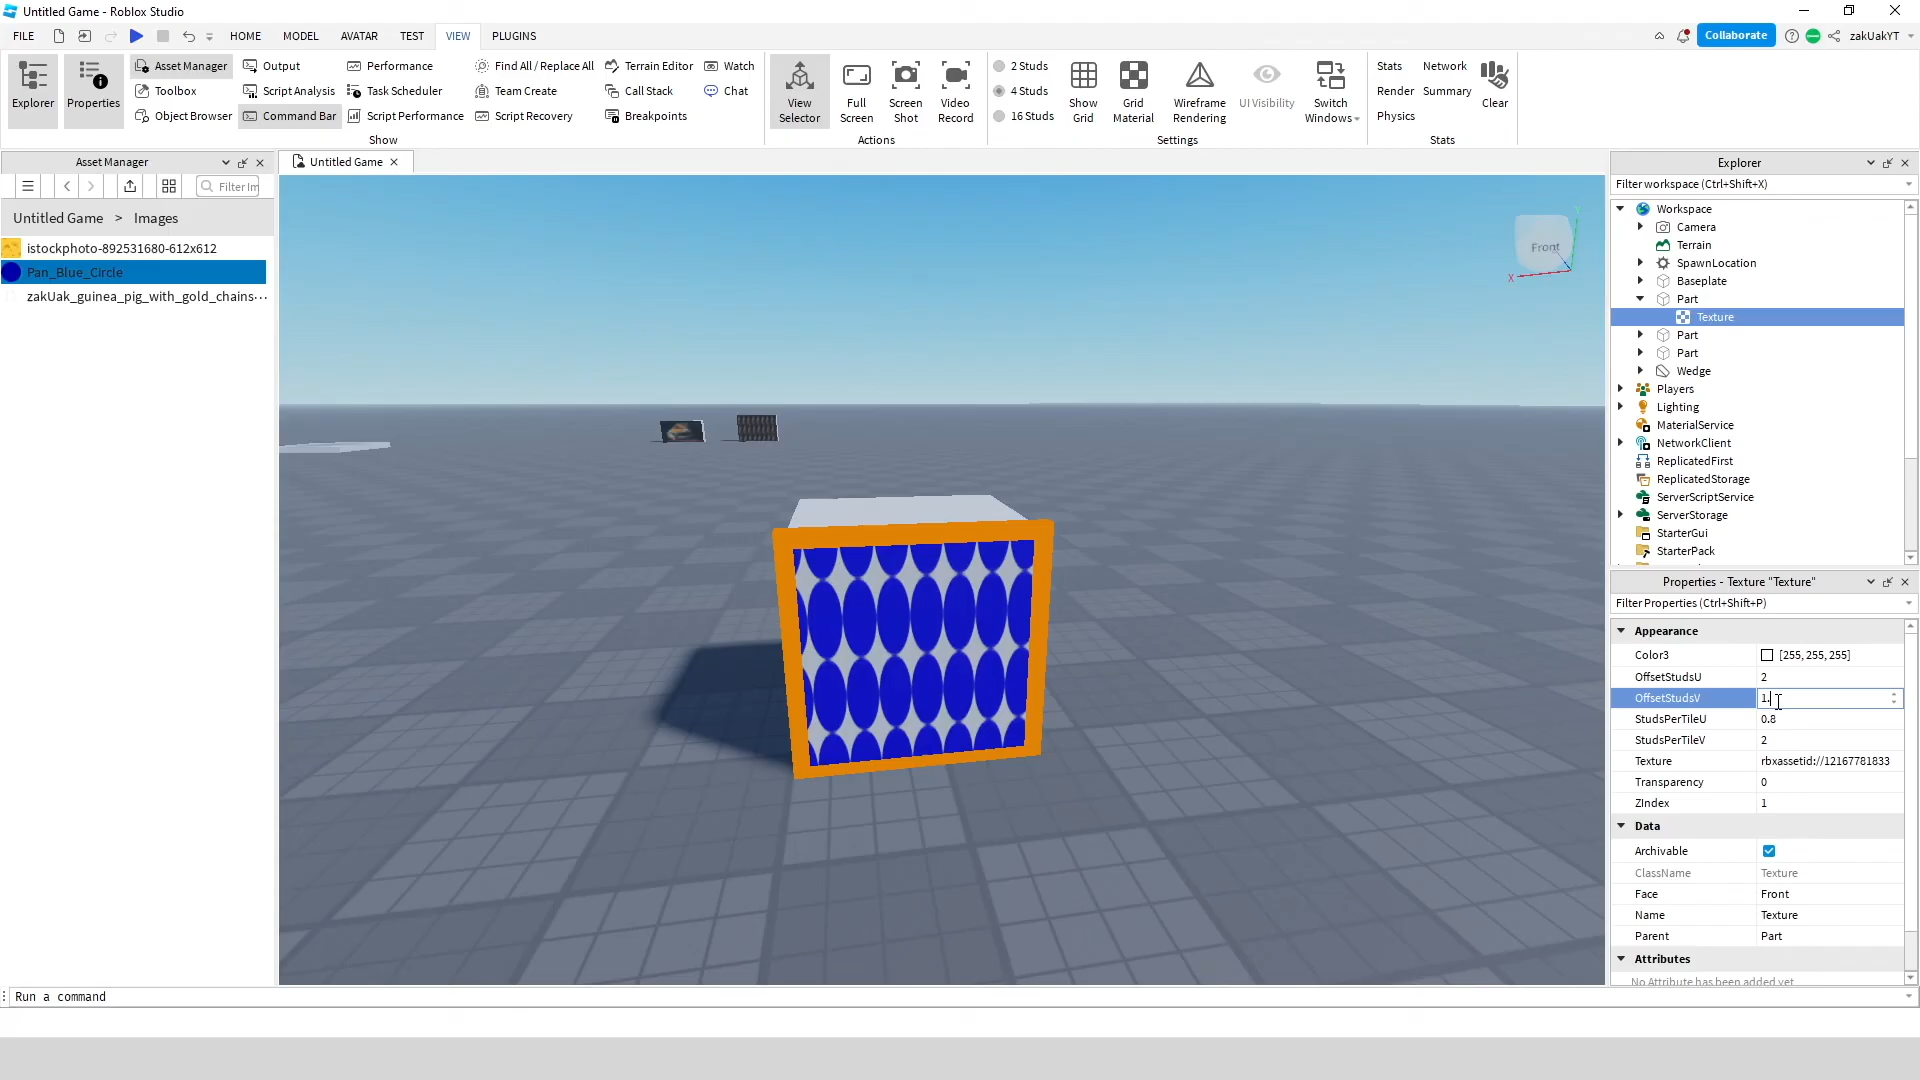 Untitled Game - Roblox Studio
FILE HOME MODEL AVATAR TEST VIEW PLUGINS Collaborate zakUakYT
Explorer
Properties
Asset Manager
Toolbox
Object Browser
Output
Script Analysis
Command Bar
Performance
Task Scheduler
Script Performance
Find All / Replace All
Team Create
Script Recovery
Terrain Editor
Call Stack
Breakpoints
Watch
Chat
Show
View Selector
Full Screen
Screen Shot
Video Record
Actions
2 Studs
4 Studs
16 Studs
Show Grid
Grid Material
Wireframe Rendering
UI Visibility
Switch Windows
Settings
Stats
Render
Physics
Network
Summary
Clear
Stats
Asset Manager
Filter Im
Untitled Game > Images
istockphoto-892531680-612x612
Pan_Blue_Circle
zakUak_guinea_pig_with_gold_chains...
Untitled Game
Front
X
Y
Explorer
Filter workspace (Ctrl+Shift+X)
Workspace
Camera
Terrain
SpawnLocation
Baseplate
Part
Texture
Part
Part
Wedge
Players
Lighting
MaterialService
NetworkClient
ReplicatedFirst
ReplicatedStorage
ServerScriptService
ServerStorage
StarterGui
StarterPack
Properties - Texture "Texture"
Filter Properties (Ctrl+Shift+P)
Appearance
Color3 [255, 255, 255]
OffsetStudsU 2
OffsetStudsV 1.
StudsPerTileU 0.8
StudsPerTileV 2
Texture rbxassetid://12167781833
Transparency 0
ZIndex 1
Data
Archivable
ClassName Texture
Face Front
Name Texture
Parent Part
Attributes
No Attribute has been added yet
Run a command